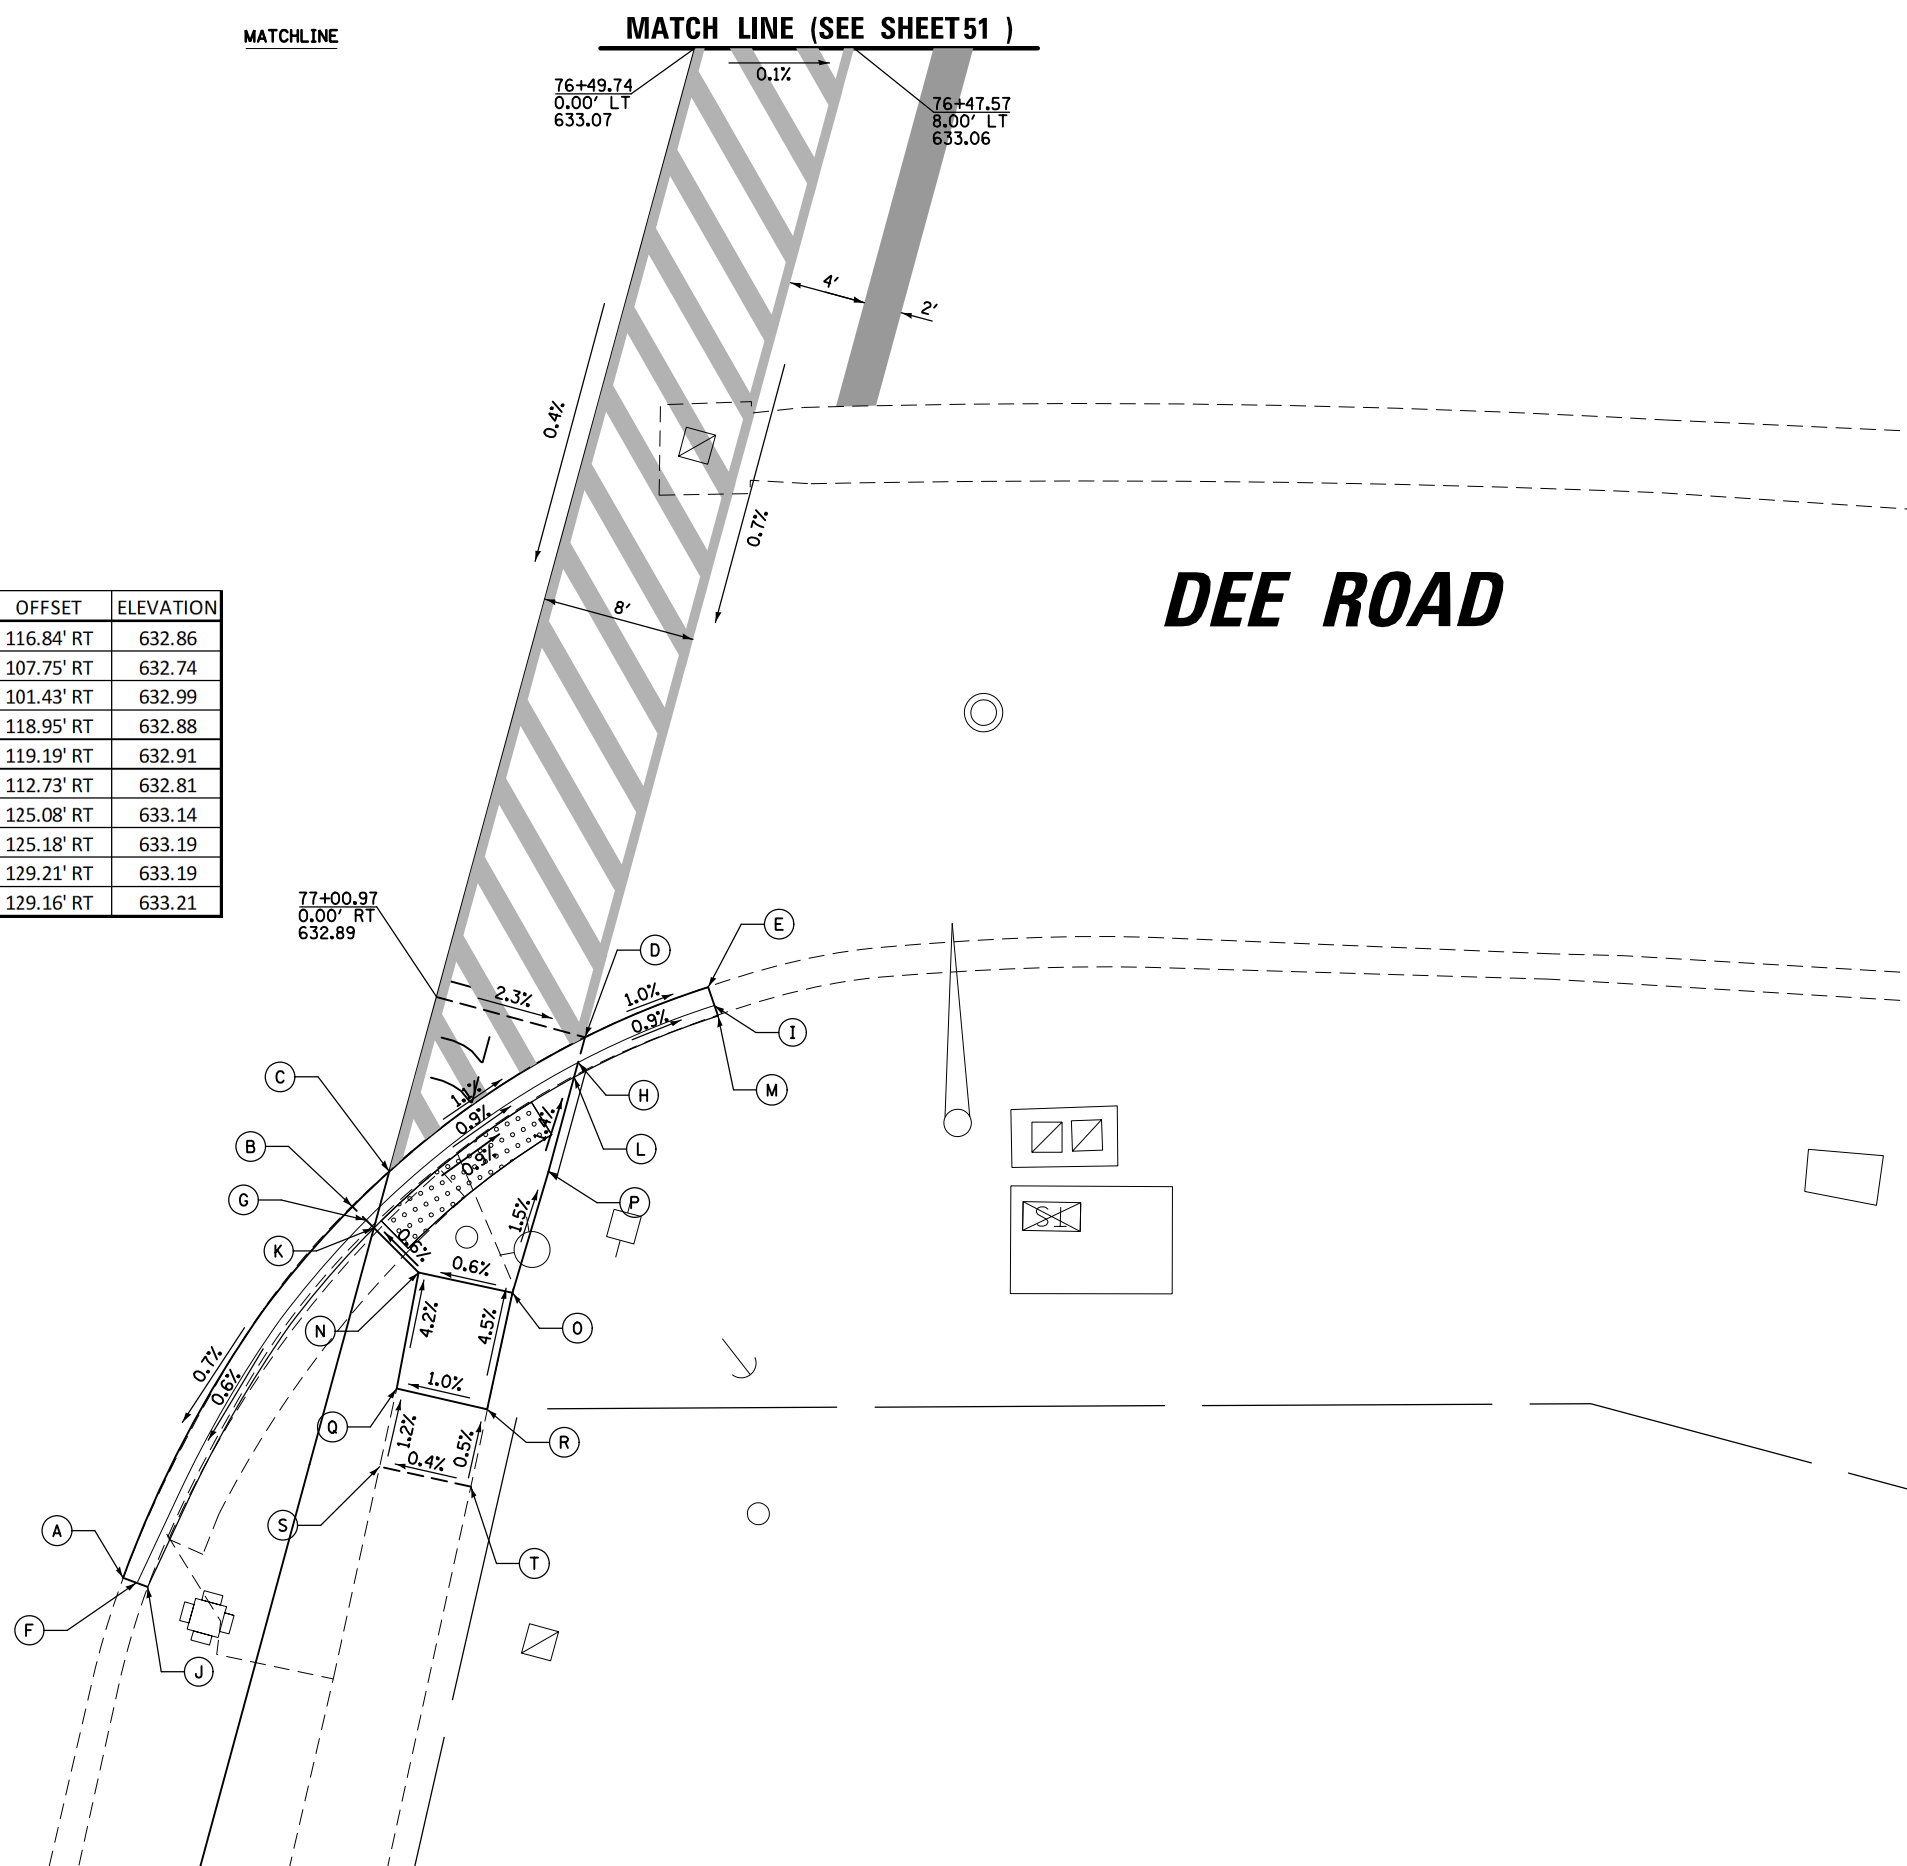 MATCHLINE
MATCH LINE (SEE SHEET 51 )
0.1%
76+49.74
0.00' LT
633.07
76+47.57
8.00' LT
633.06
4'
2'
0.4%
0.7%
8'
DEE ROAD
OFFSET ELEVATION
116.84' RT 632.86
107.75' RT 632.74
101.43' RT 632.99
118.95' RT 632.88
119.19' RT 632.91
112.73' RT 632.81
125.08' RT 633.14
125.18' RT 633.19
129.21' RT 633.19
129.16' RT 633.21
77+00.97
0.00' RT
632.89
E
D
2.3%
1.0%
0.9%
I
C
H
M
1.1%
0.9%
B
L
0.9%
G
P
K
1.5%
0.6%
0.6%
ST
N
O
4.2%
4.5%
0.7%
0.6%
1.0%
Q
R
1.2%
0.5%
0.4%
S
A
T
F
J